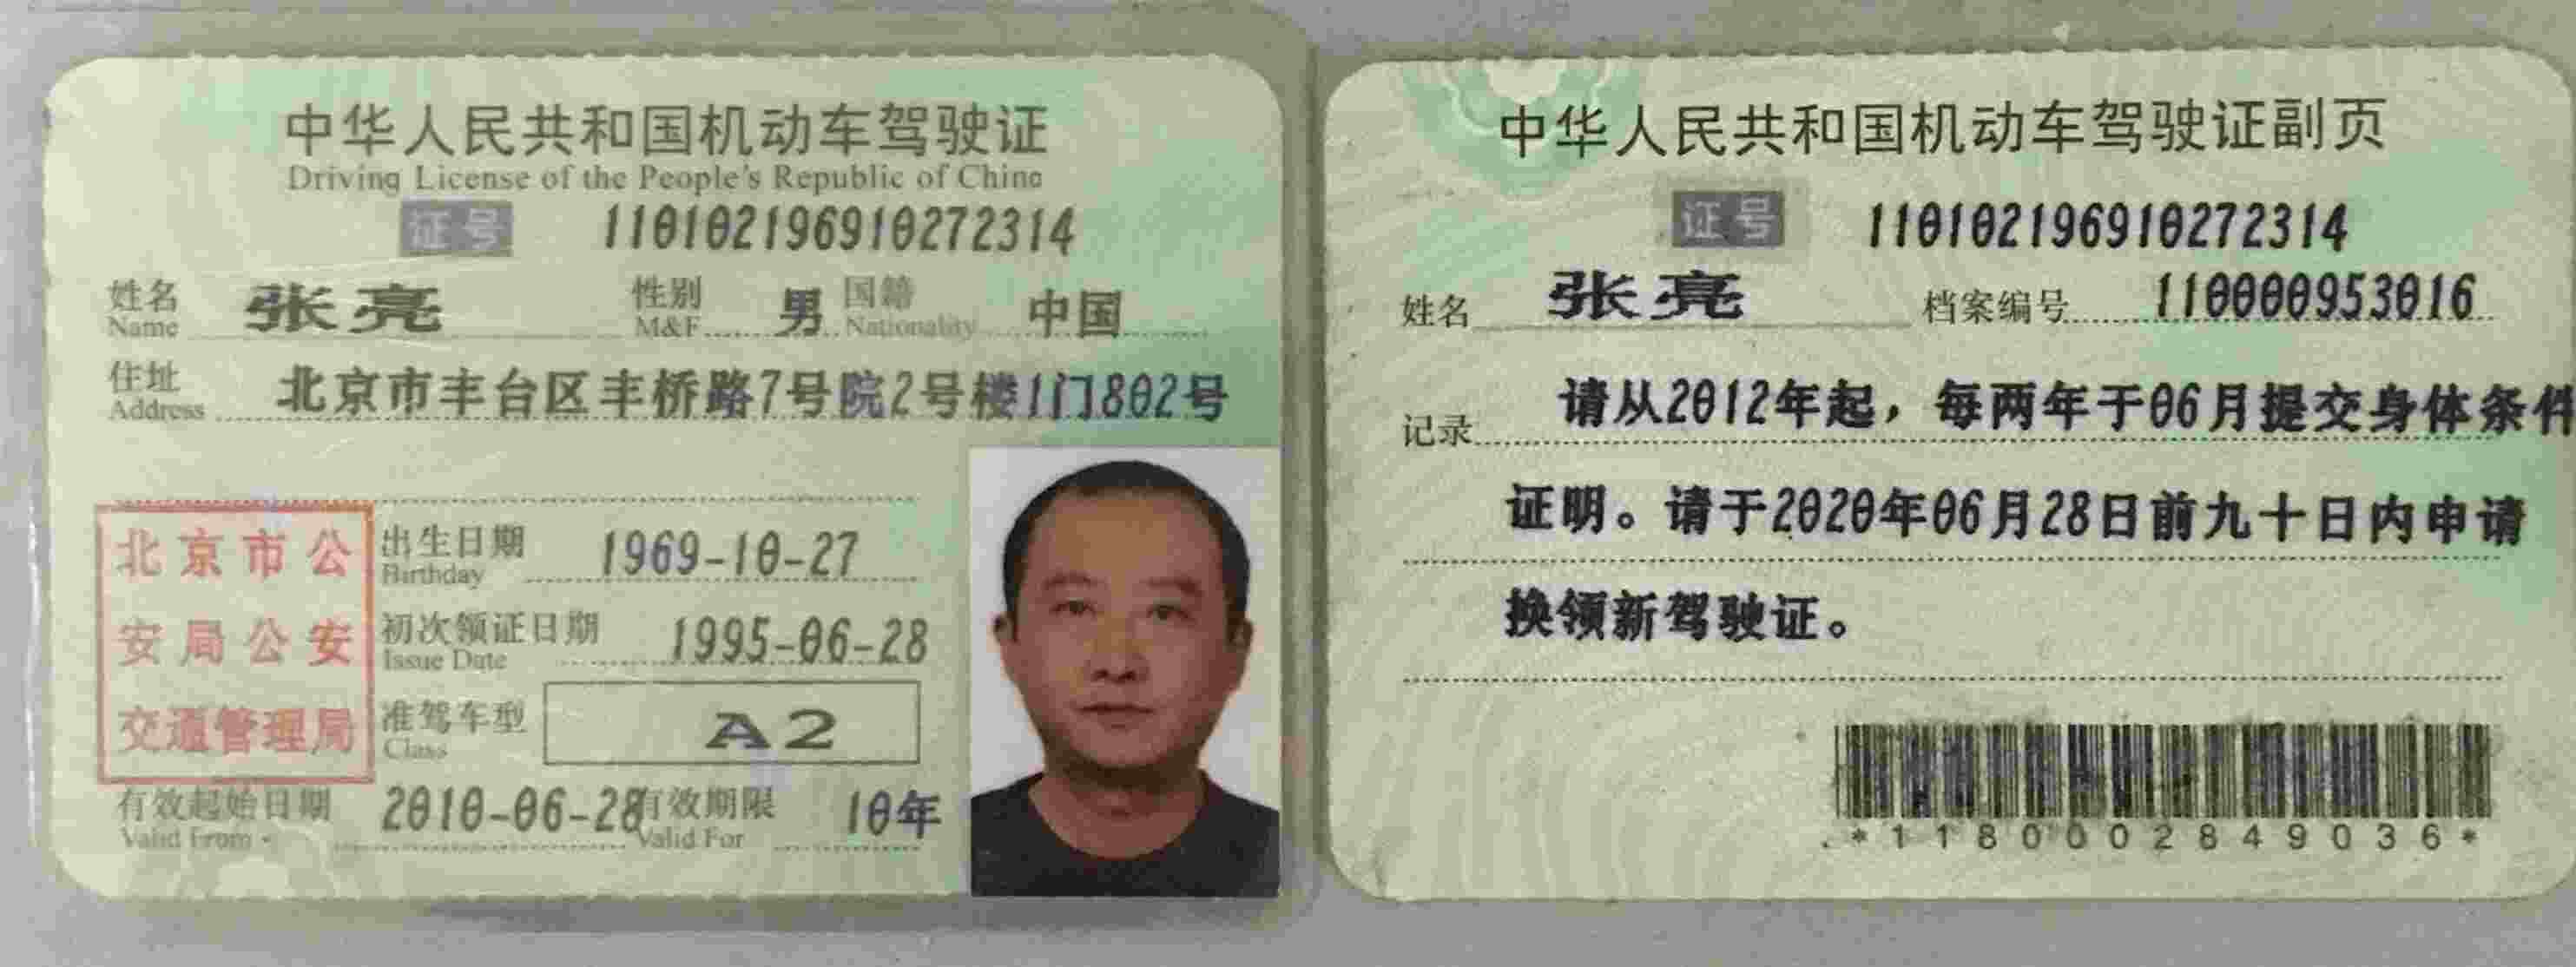 中华人民共和国机动车驾驶证
Driving License of the People's Republic of China
证号 110102196910272314
姓名 张亮 性别 男 国籍 中国
Name M&F Nationality
住址 北京市丰台区丰桥路7号院2号楼1门802号
Address
北京市公
安局公安
交通管理局
出生日期 1969-10-27
Birthday
初次领证日期 1995-06-28
Issue Date
准驾车型 A2
Class
有效起始日期 2010-06-28 有效期限 10年
Valid From Valid For
中华人民共和国机动车驾驶证副页
证号 110102196910272314
姓名 张亮 档案编号 110000953016
记录 请从2012年起，每两年于06月提交身体条件
证明。请于2020年06月28日前九十日内申请
换领新驾驶证。
*1180002849036*